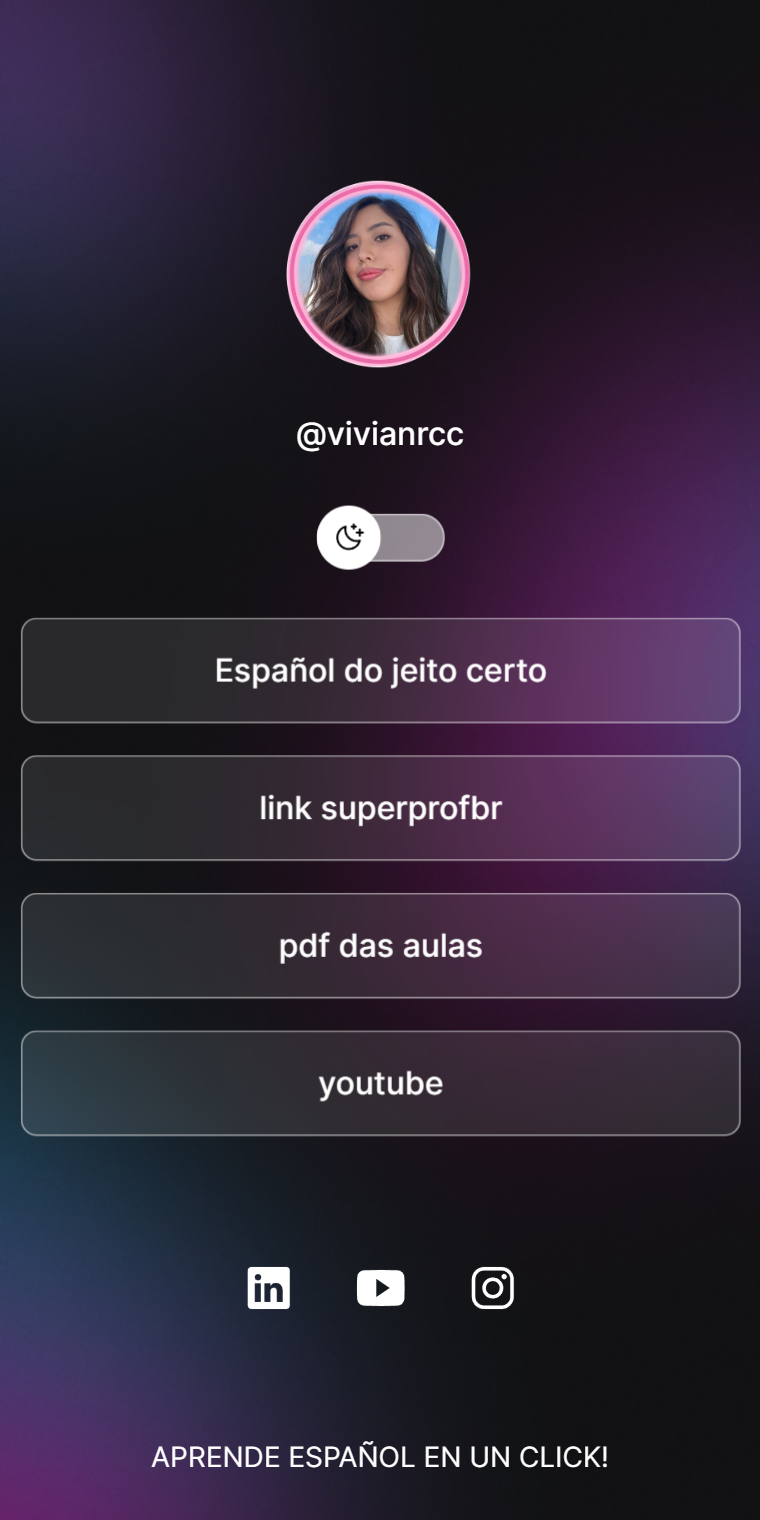 @vivianrcc
Español do jeito certo
link superprofbr
pdf das aulas
youtube
in
APRENDE ESPAÑOL EN UN CLICK!